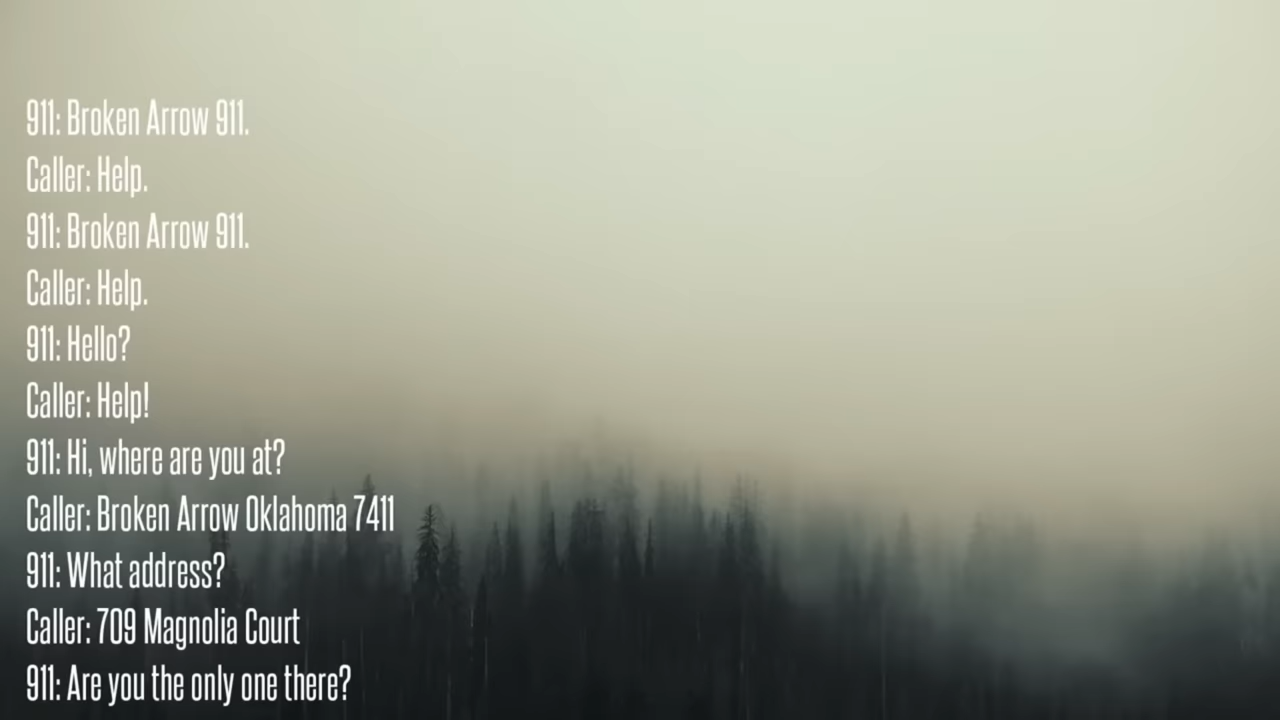 911: Broken Arrow 911.
Caller: Help.
911: Broken Arrow 911.
Caller: Help.
911: Hello?
Caller: Help!
911: Hi, where are you at?
Caller: Broken Arrow Oklahoma 7411
911: What address?
Caller: 709 Magnolia Court
911: Are you the only one there?